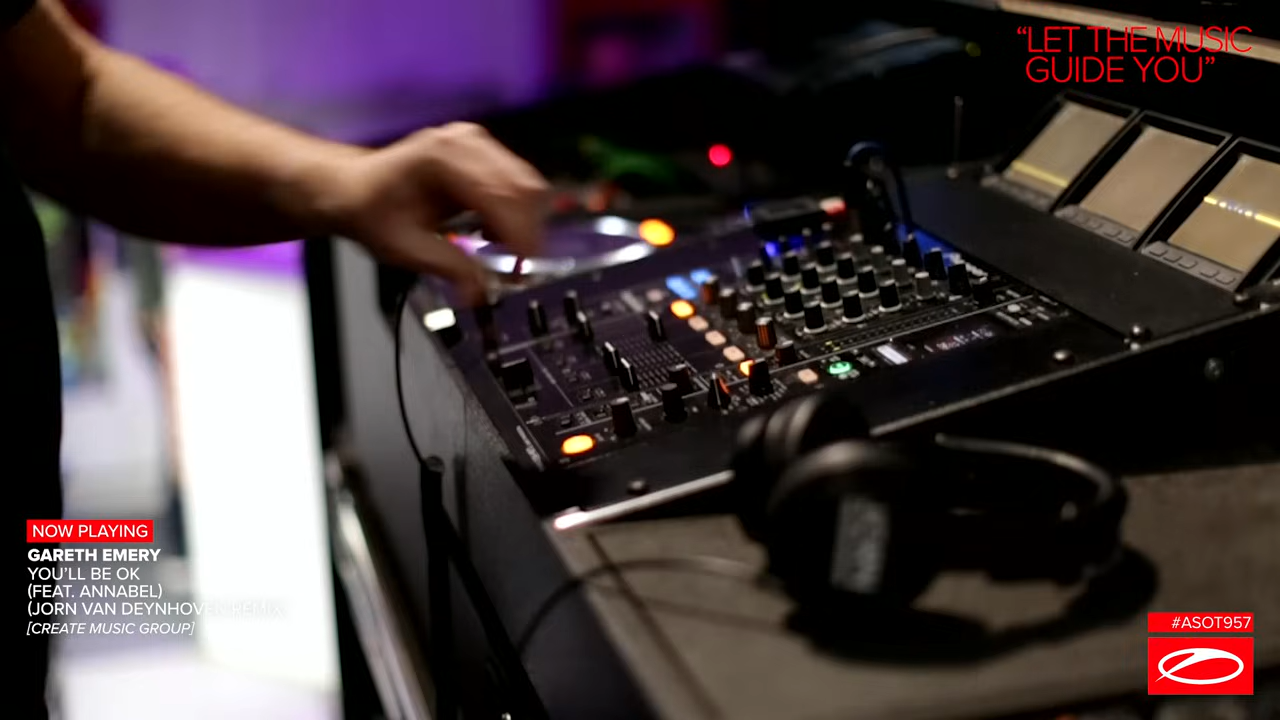 “LET THE MUSIC
GUIDE YOU”
NOW PLAYING
GARETH EMERY
YOU'LL BE OK
(FEAT. ANNABEL)
(JORN VAN DEYNHOVEN REMIX)
[CREATE MUSIC GROUP]
#ASOT957